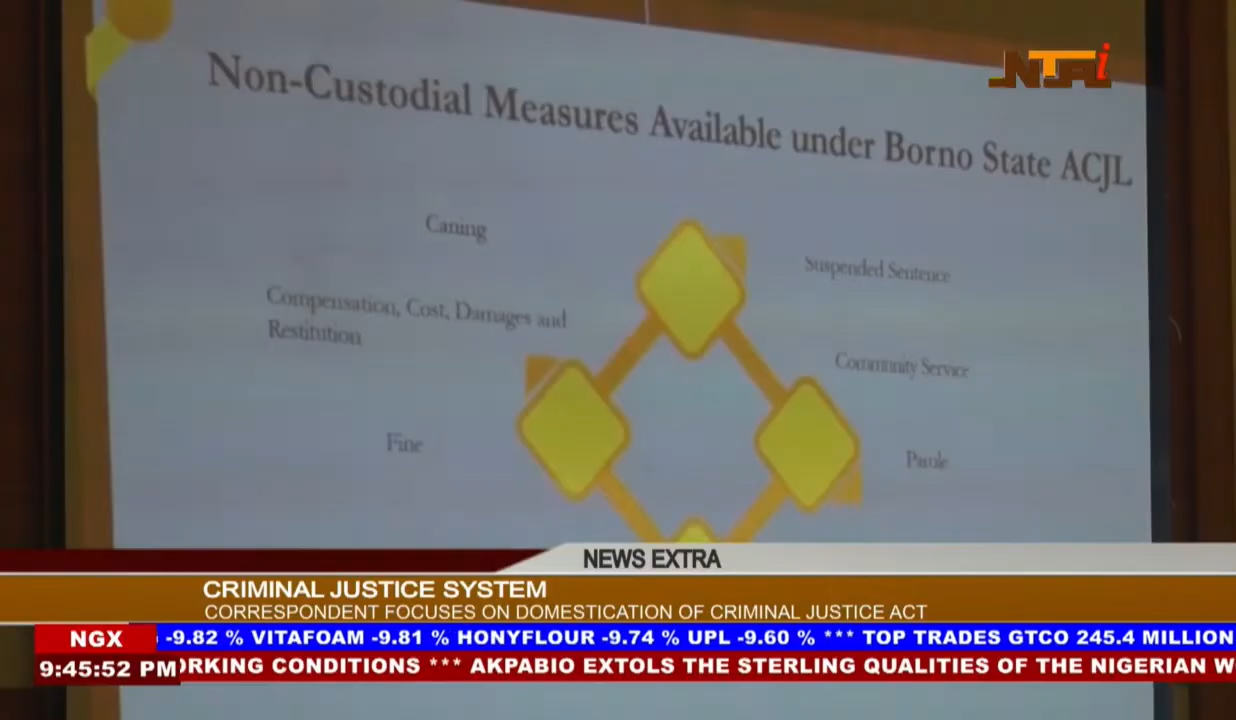 NTAi
Non-Custodial Measures Available under Borno State ACJL
Caning
Suspended Sentence
Compensation, Cost, Damages and
Restitution
Community Service
Fine
Parole
NEWS EXTRA
CRIMINAL JUSTICE SYSTEM
CORRESPONDENT FOCUSES ON DOMESTICATION OF CRIMINAL JUSTICE ACT
NGX
-9.82 % VITAFOAM -9.81 % HONYFLOUR -9.74 % UPL -9.60 % *** TOP TRADES GTCO 245.4 MILLION
9:45:52 PM
ORKING CONDITIONS *** AKPABIO EXTOLS THE STERLING QUALITIES OF THE NIGERIAN W